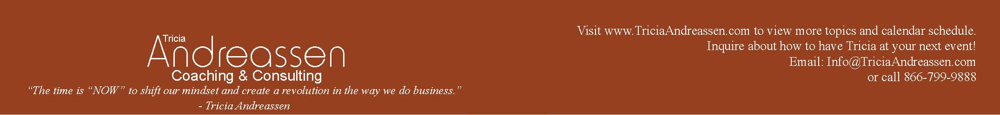 Tricia
Andreassen
Coaching & Consulting
“The time is “NOW” to shift our mindset and create a revolution in the way we do business.”
- Tricia Andreassen
Visit www.TriciaAndreassen.com to view more topics and calendar schedule.
Inquire about how to have Tricia at your next event!
Email: Info@TriciaAndreassen.com
or call 866-799-9888